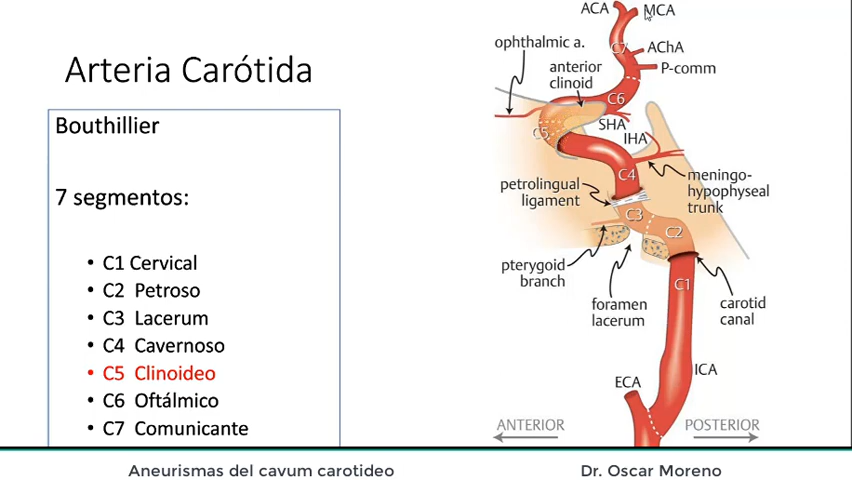 Arteria Carótida
Bouthillier
7 segmentos:
• C1 Cervical
• C2 Petroso
• C3 Lacerum
• C4 Cavernoso
• C5 Clinoideo
• C6 Oftálmico
• C7 Comunicante
ACA
MCA
C7
AChA
P-comm
ophthalmic a.
anterior
clinoid
C6
SHA
C5
IHA
C4
meningo-
hypophyseal
trunk
petrolingual
ligament
C3
C2
pterygoid
branch
foramen
lacerum
C1
carotid
canal
ICA
ECA
ANTERIOR
POSTERIOR
Aneurismas del cavum carotideo
Dr. Oscar Moreno